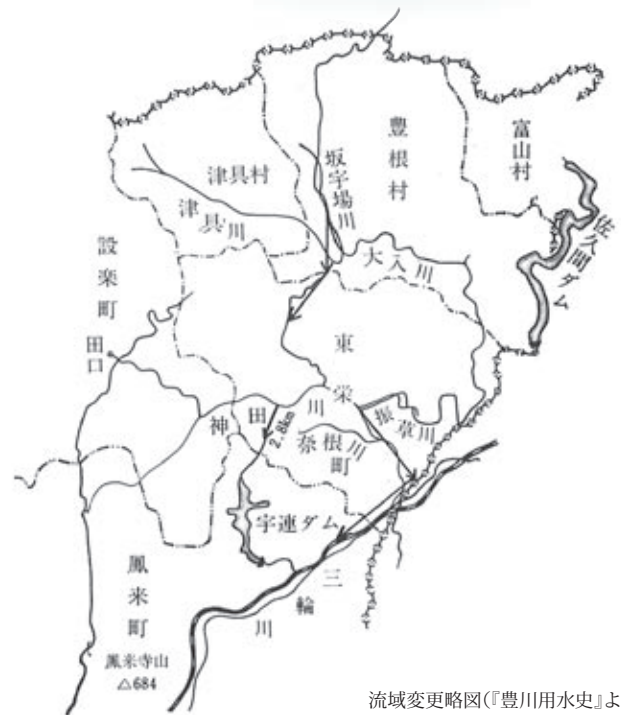 豊根村
富山村
坂宇場川
津具村
津具川
設楽町
大入川
佐久間ダム
田口
東栄町
神田川
振草川
2.8km
奈根川
宇連ダム
三輪川
鳳来町
鳳来寺山
△684
流域変更略図(『豊川用水史』よ